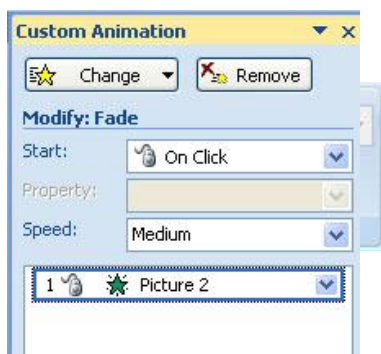 Custom Animation
Change Remove
Modify: Fade
Start: On Click
Property:
Speed: Medium
1 Picture 2